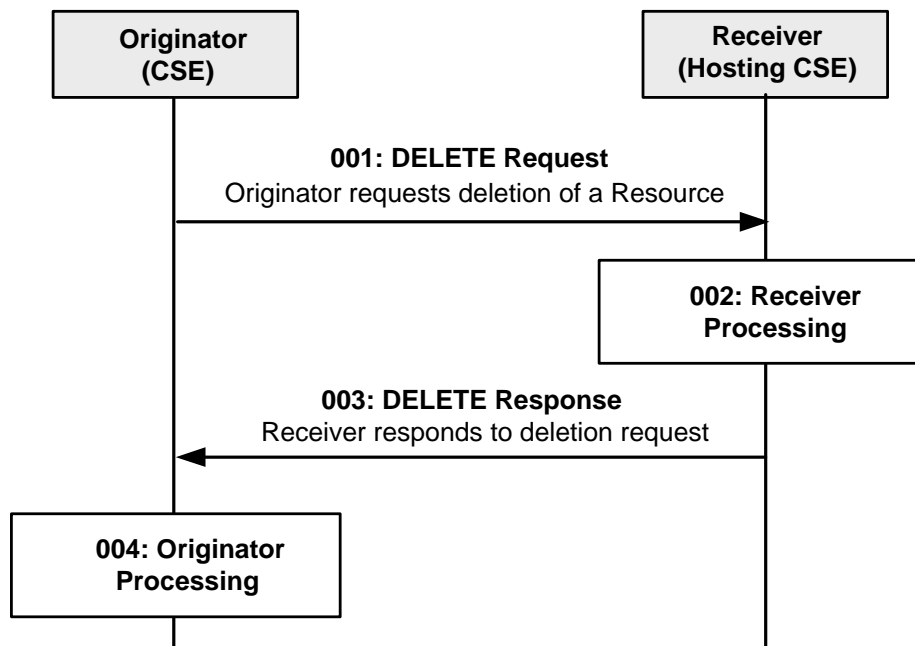 Originator
(CSE)
Receiver
(Hosting CSE)
001: DELETE Request
Originator requests deletion of a Resource
002: Receiver
Processing
003: DELETE Response
Receiver responds to deletion request
004: Originator
Processing